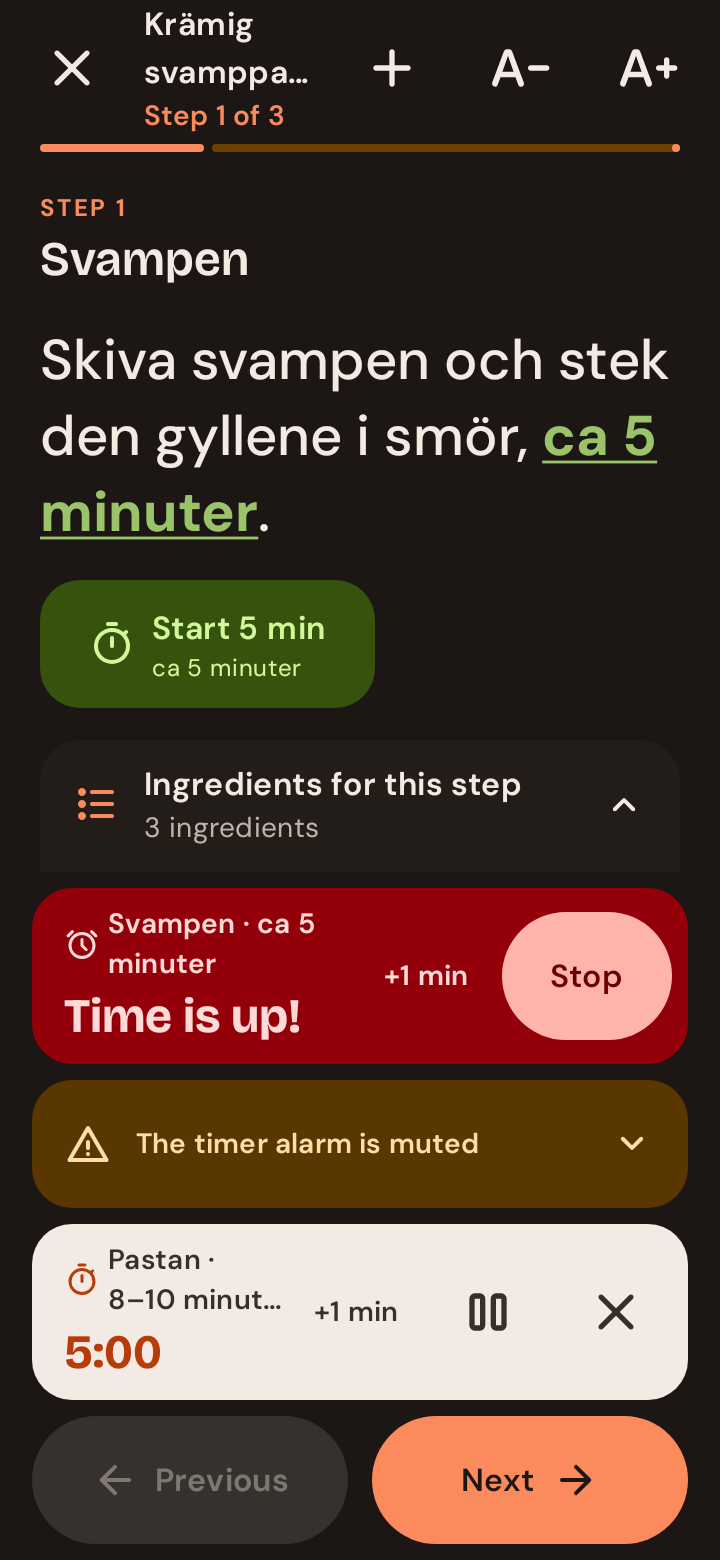 Krämig
svamppa…
Step 1 of 3
A−
A+
STEP 1
Svampen
Skiva svampen och stek
den gyllene i smör, ca 5
minuter.
Start 5 min
ca 5 minuter
Ingredients for this step
3 ingredients
Svampen · ca 5
minuter
Time is up!
+1 min
Stop
The timer alarm is muted
Pastan ·
8–10 minut…
5:00
+1 min
Previous
Next